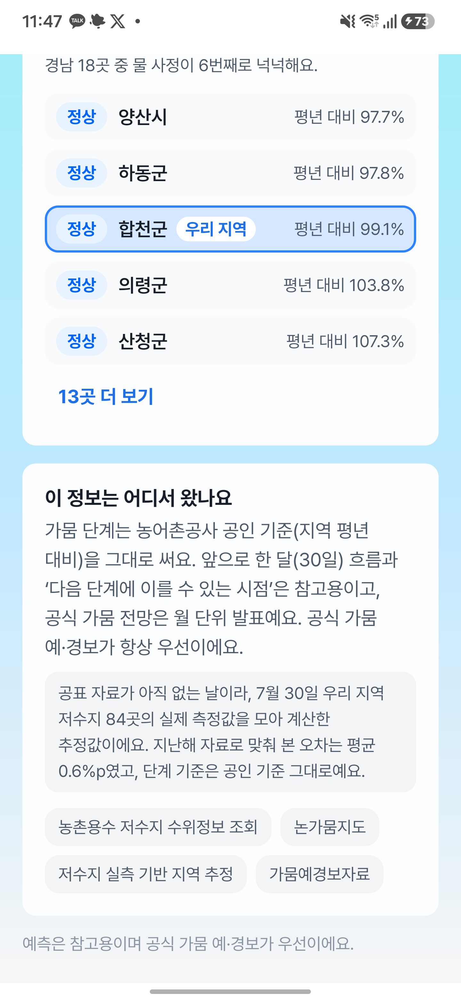 11:47 TALK 5 73
경남 18곳 중 물 사정이 6번째로 넉넉해요.
정상 양산시 평년 대비 97.7%
정상 하동군 평년 대비 97.8%
정상 합천군 우리 지역 평년 대비 99.1%
정상 의령군 평년 대비 103.8%
정상 산청군 평년 대비 107.3%
13곳 더 보기
이 정보는 어디서 왔나요
가뭄 단계는 농어촌공사 공인 기준(지역 평년
대비)을 그대로 써요. 앞으로 한 달(30일) 흐름과
‘다음 단계에 이를 수 있는 시점’은 참고용이고,
공식 가뭄 전망은 월 단위 발표예요. 공식 가뭄
예·경보가 항상 우선이에요.
공표 자료가 아직 없는 날이라, 7월 30일 우리 지역
저수지 84곳의 실제 측정값을 모아 계산한
추정값이에요. 지난해 자료로 맞춰 본 오차는 평균
0.6%p였고, 단계 기준은 공인 기준 그대로예요.
농촌용수 저수지 수위정보 조회 논가뭄지도
저수지 실측 기반 지역 추정 가뭄예경보자료
예측은 참고용이며 공식 가뭄 예·경보가 우선이에요.